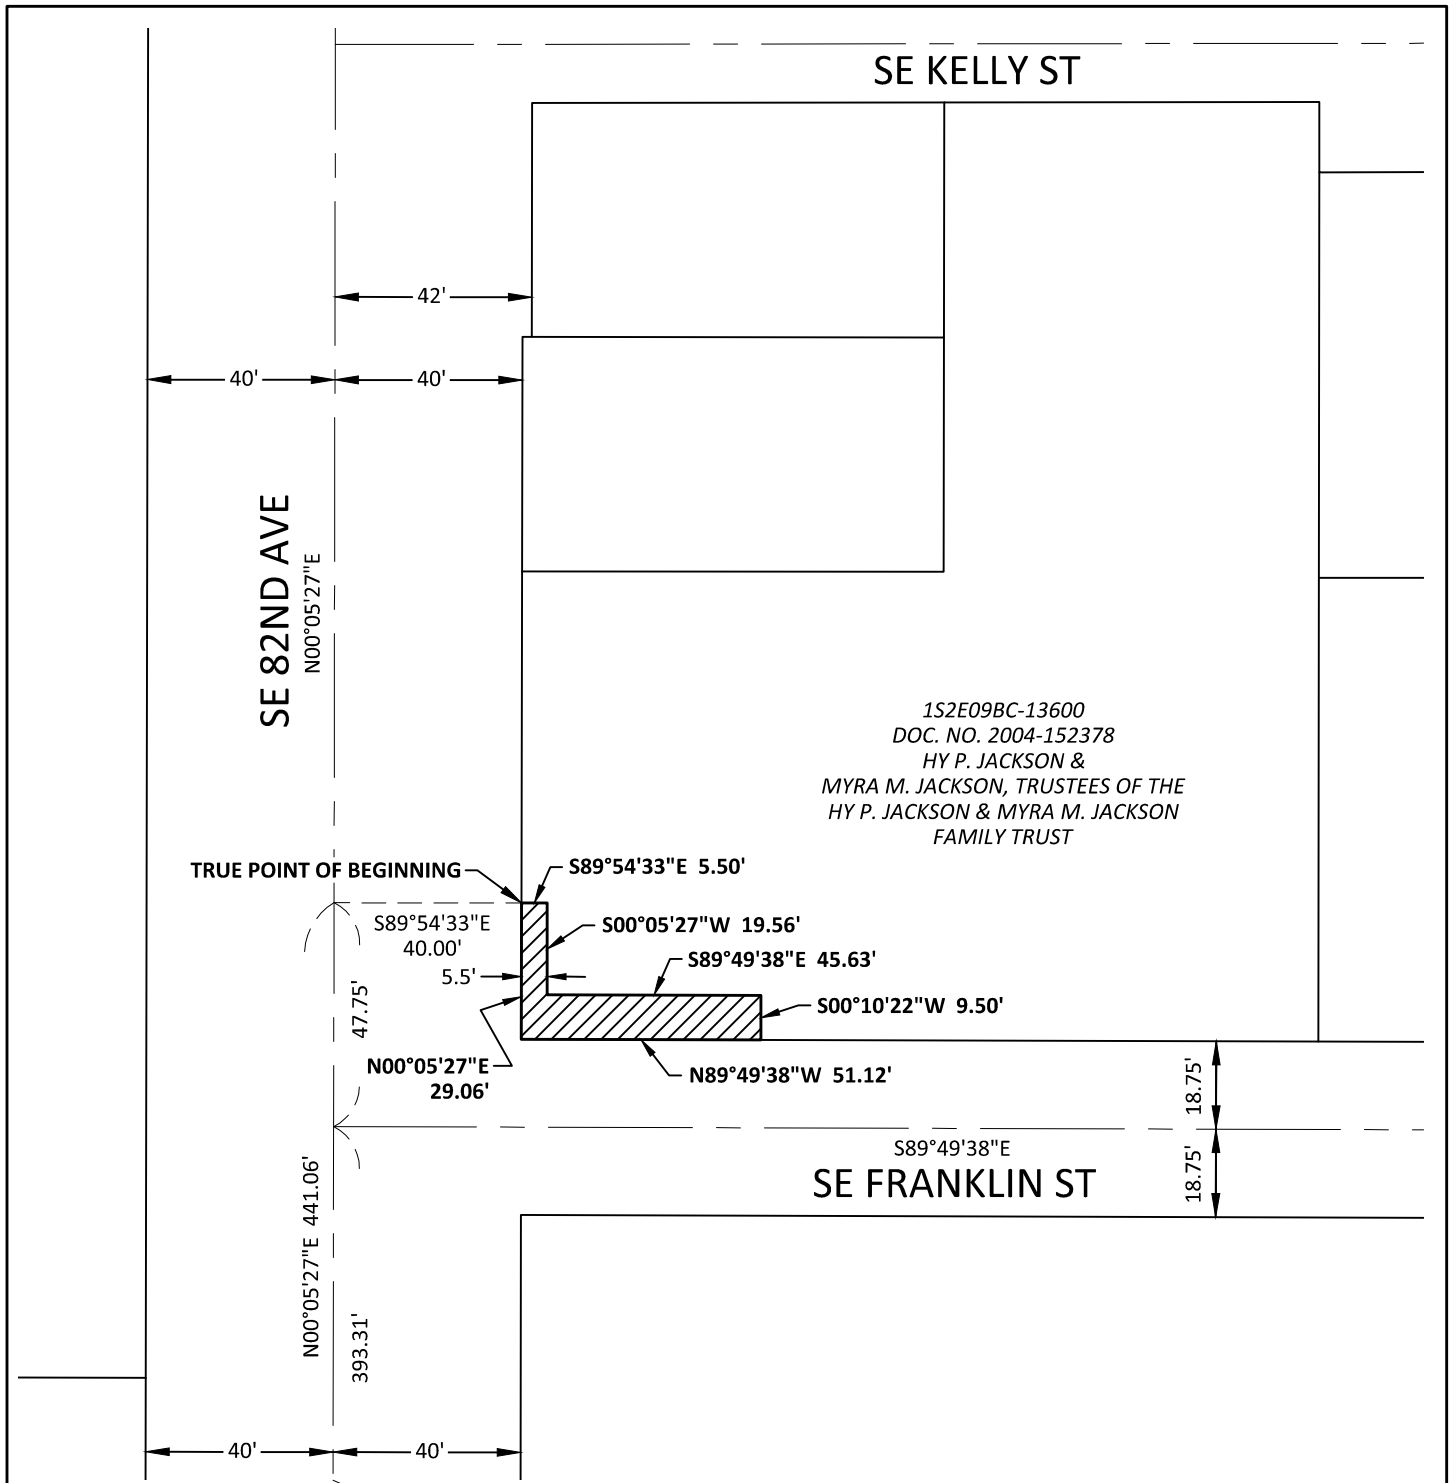 SE KELLY ST
42'
40'
40'
SE 82ND AVE
N00°05'27"E
1S2E09BC-13600
DOC. NO. 2004-152378
HY P. JACKSON &
MYRA M. JACKSON, TRUSTEES OF THE
HY P. JACKSON & MYRA M. JACKSON
FAMILY TRUST
TRUE POINT OF BEGINNING
S89°54'33"E 5.50'
S89°54'33"E
40.00'
S00°05'27"W 19.56'
S89°49'38"E 45.63'
5.5'
S00°10'22"W 9.50'
47.75'
N00°05'27"E
29.06'
N89°49'38"W 51.12'
18.75'
S89°49'38"E
SE FRANKLIN ST
18.75'
N00°05'27"E 441.06'
393.31'
40'
40'